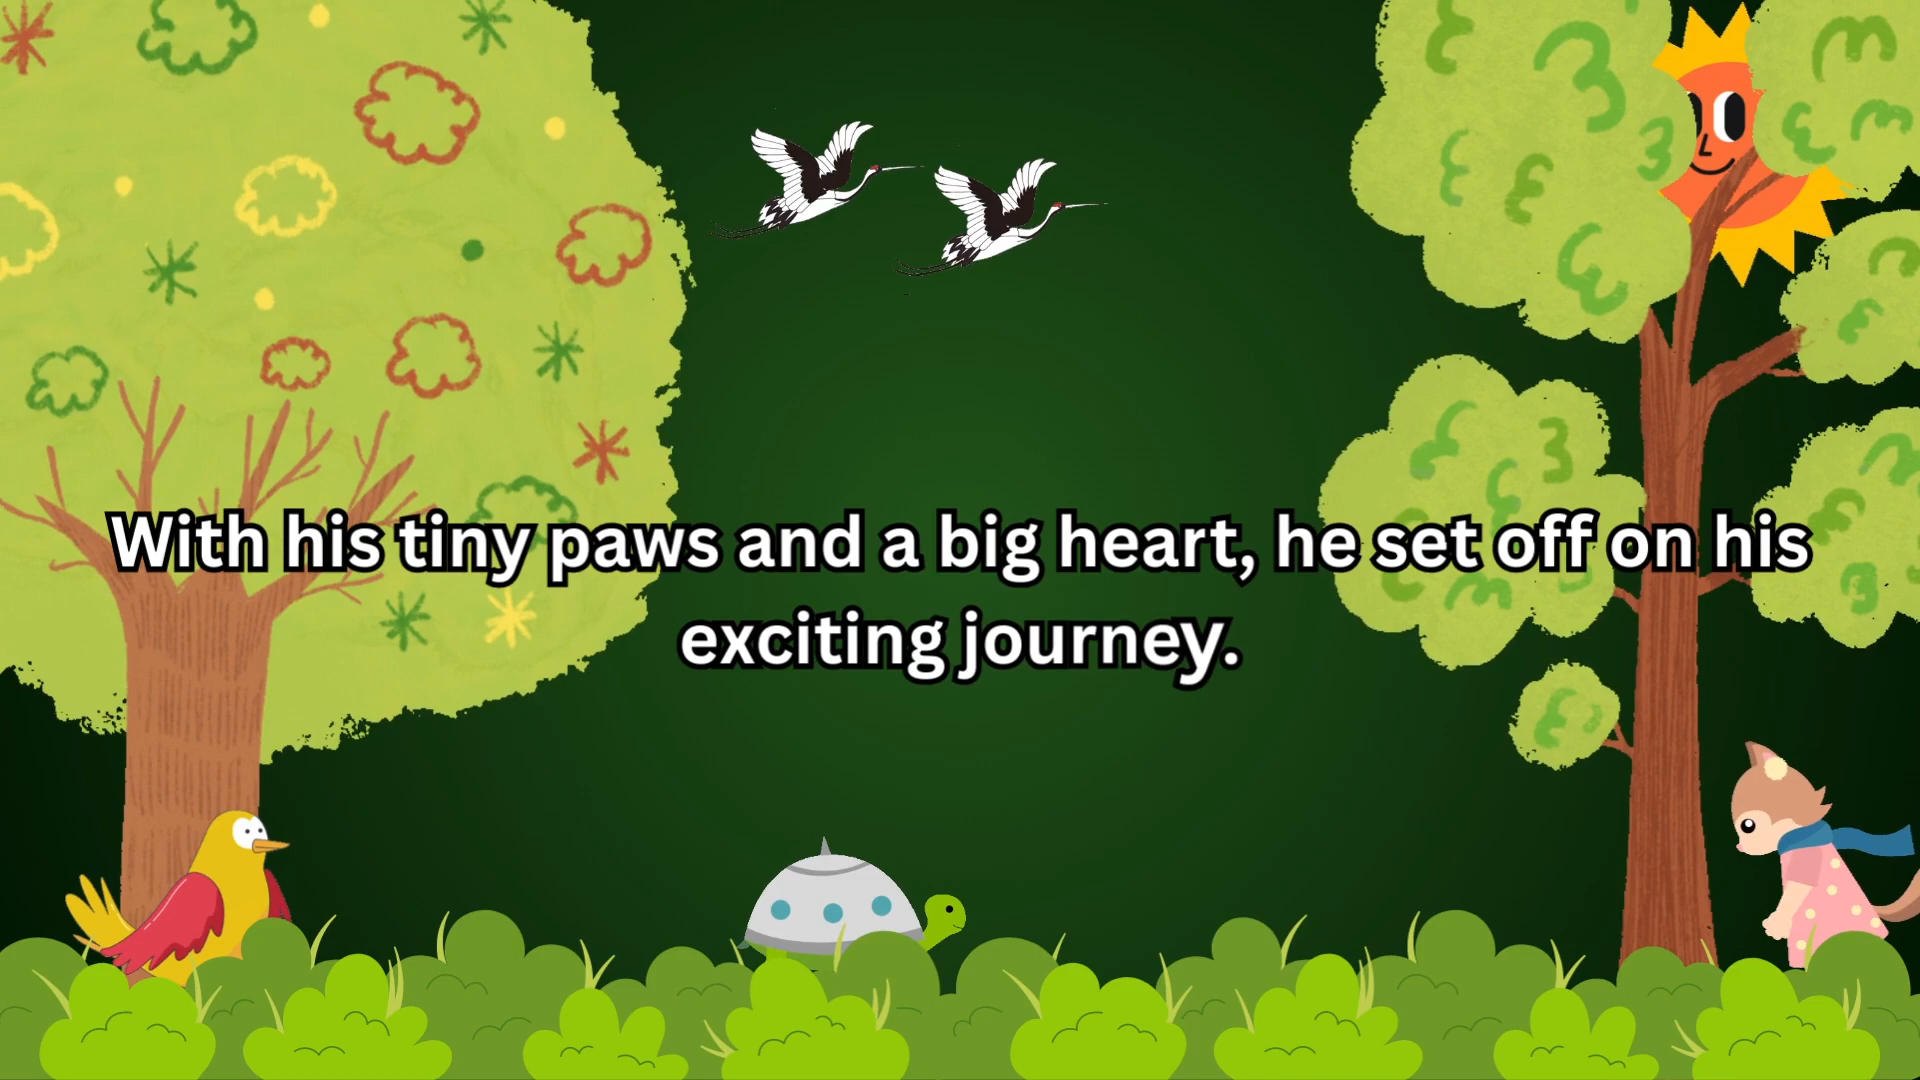 With his tiny paws and a big heart, he set off on his
exciting journey.